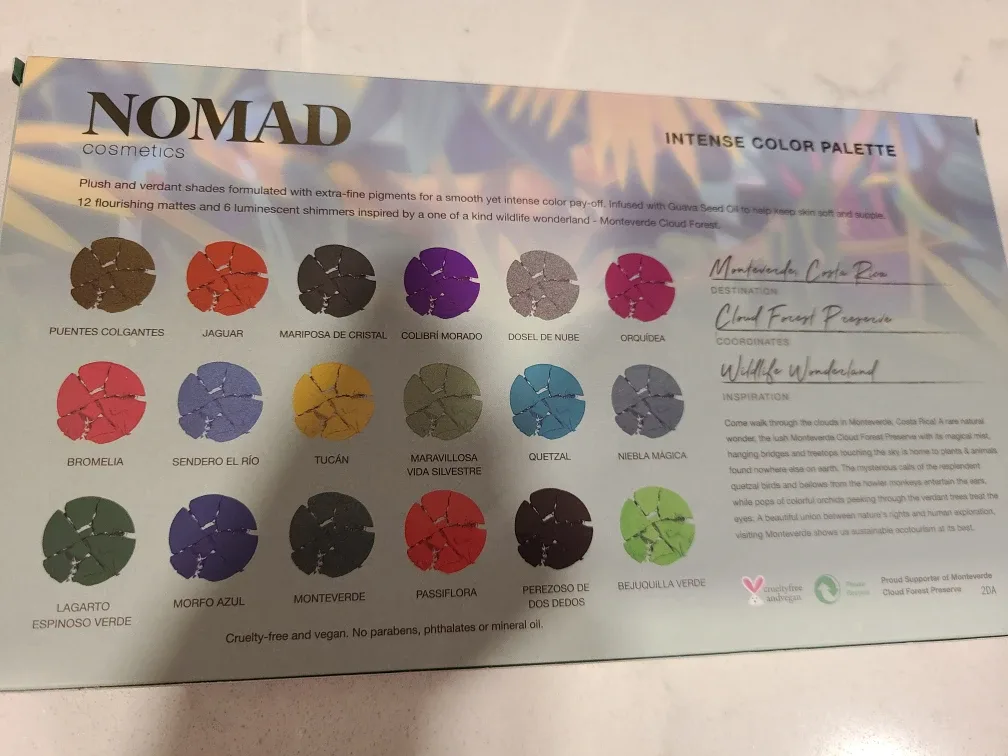 NOMAD
cosmetics
INTENSE COLOR PALETTE
Plush and verdant shades formulated with extra-fine pigments for a smooth yet intense color pay-off. Infused with Guava Seed Oil to help keep skin soft and supple.
12 flourishing mattes and 6 luminescent shimmers inspired by a one of a kind wildlife wonderland - Monteverde Cloud Forest.
PUENTES COLGANTES
JAGUAR
MARIPOSA DE CRISTAL
COLIBRÍ MORADO
DOSEL DE NUBE
ORQUÍDEA
BROMELIA
SENDERO EL RÍO
TUCÁN
MARAVILLOSA
VIDA SILVESTRE
QUETZAL
NIEBLA MÁGICA
LAGARTO
ESPINOSO VERDE
MORFO AZUL
MONTEVERDE
PASSIFLORA
PEREZOSO DE
DOS DEDOS
BEJUQUILLA VERDE
Cruelty-free and vegan. No parabens, phthalates or mineral oil.
Monteverde, Costa Rica
DESTINATION
Cloud Forest Preserve
COORDINATES
Wildlife Wonderland
INSPIRATION
Come walk through the clouds in Monteverde, Costa Rica! A rare natural
wonder, the lush Monteverde Cloud Forest Preserve with its magical mist,
hanging bridges and treetops touching the sky is home to plants & animals
found nowhere else on earth. The mysterious calls of the resplendent
quetzal birds and bellows from the howler monkeys entertain the ears,
while pops of colorful orchids peeking through the verdant trees treat the
eyes. A beautiful union between nature's rights and human exploration,
visiting Monteverde shows us sustainable ecotourism at its best.
crueltyfree
andvegan
Please
Recycle
Proud Supporter of Monteverde
Cloud Forest Preserve
20A